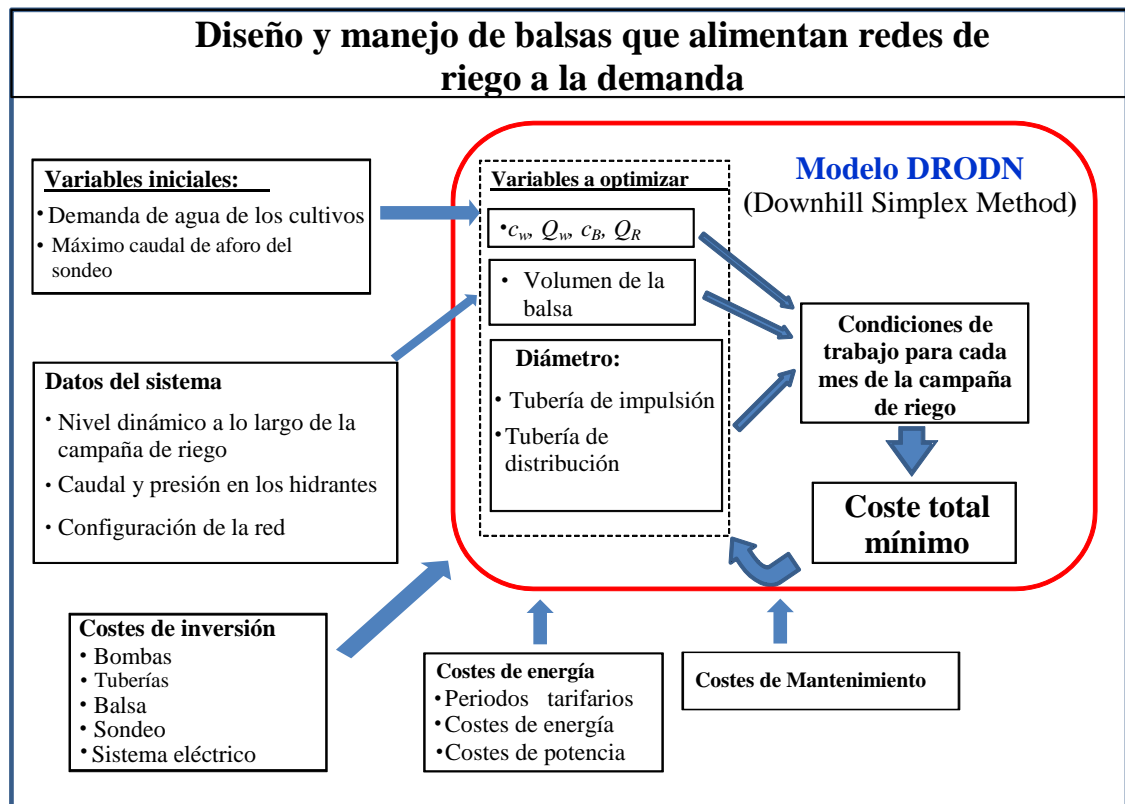 Diseño y manejo de balsas que alimentan redes de
riego a la demanda
Variables iniciales:
• Demanda de agua de los cultivos
• Máximo caudal de aforo del
sondeo
Datos del sistema
• Nivel dinámico a lo largo de la
campaña de riego
• Caudal y presión en los hidrantes
• Configuración de la red
Variables a optimizar
•c_w, Q_w, c_B, Q_R
• Volumen de la
balsa
Diámetro:
• Tubería de impulsión
• Tubería de
distribución
Modelo DRODN
(Downhill Simplex Method)
Condiciones de
trabajo para cada
mes de la campaña
de riego
Coste total
mínimo
Costes de inversión
• Bombas
• Tuberías
• Balsa
• Sondeo
• Sistema eléctrico
Costes de energía
•Periodos tarifarios
•Costes de energía
•Costes de potencia
Costes de Mantenimiento